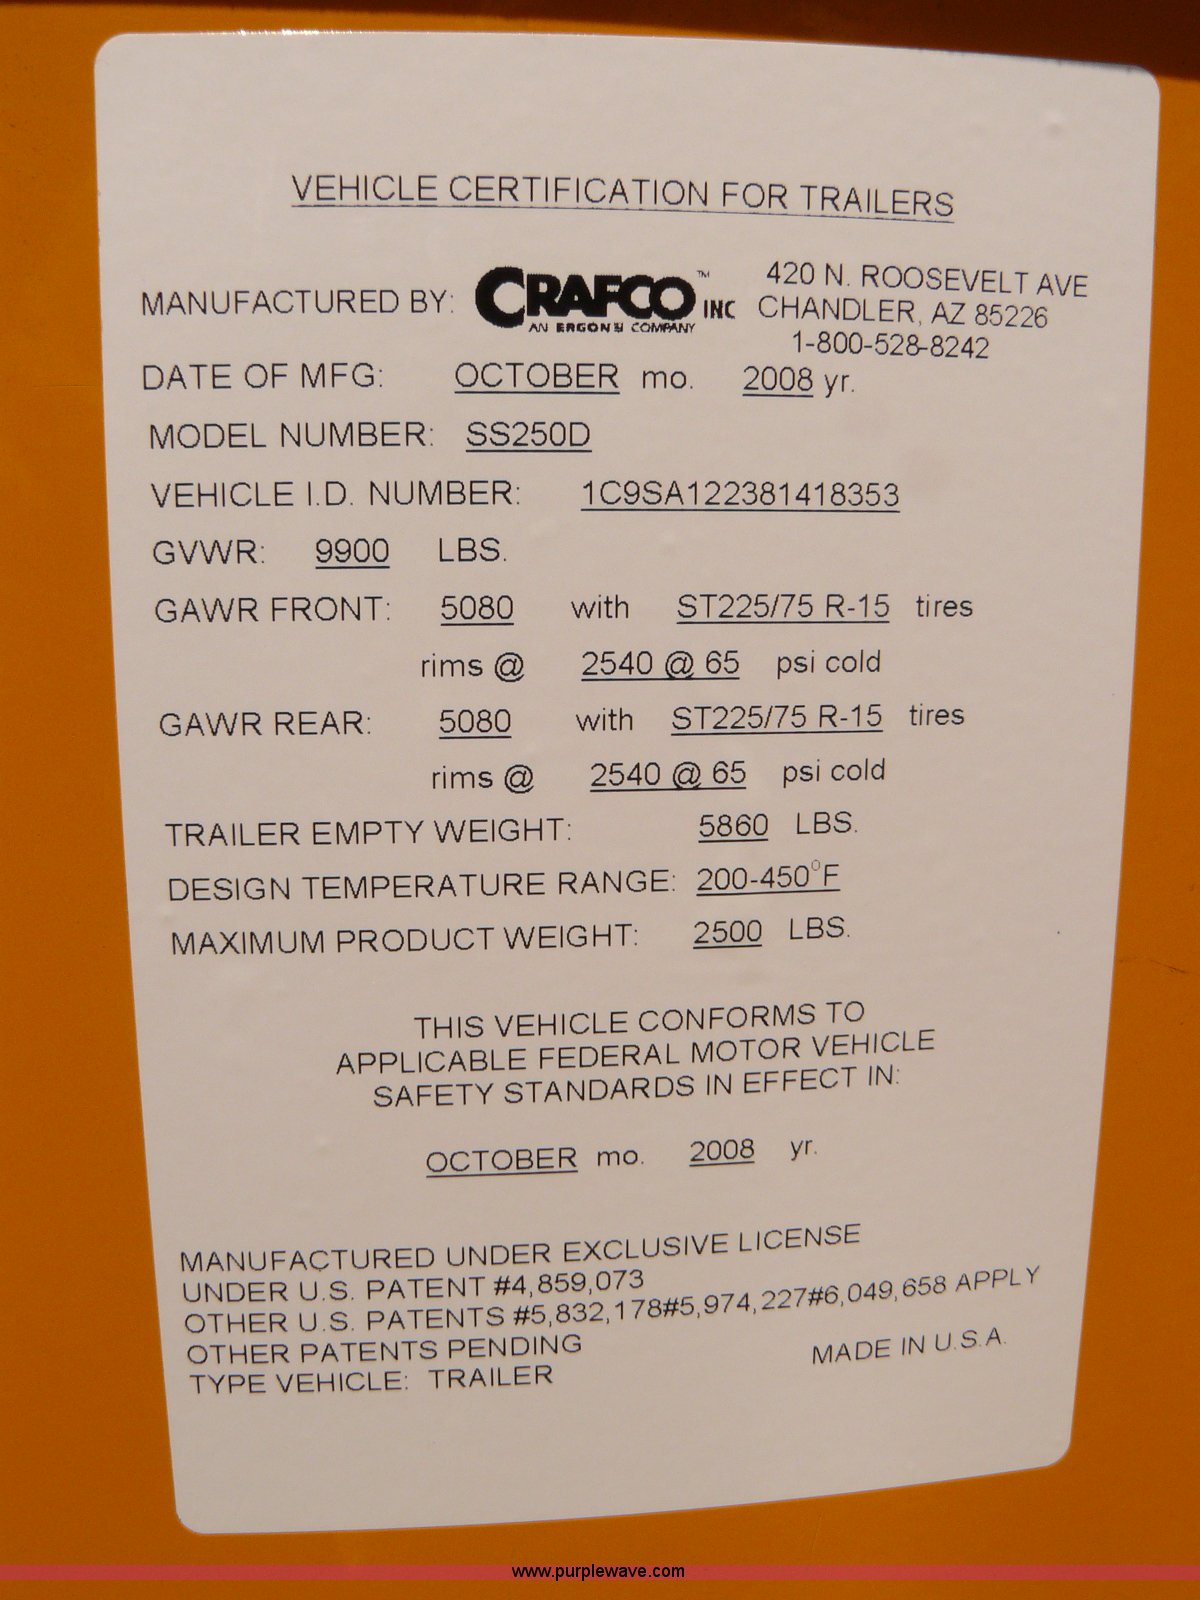 VEHICLE CERTIFICATION FOR TRAILERS
MANUFACTURED BY: CRAFCO™ INC
AN ERGON COMPANY
420 N. ROOSEVELT AVE
CHANDLER, AZ 85226
1-800-528-8242
DATE OF MFG: OCTOBER mo. 2008 yr.
MODEL NUMBER: SS250D
VEHICLE I.D. NUMBER: 1C9SA122381418353
GVWR: 9900 LBS.
GAWR FRONT: 5080 with ST225/75 R-15 tires
rims @ 2540 @ 65 psi cold
GAWR REAR: 5080 with ST225/75 R-15 tires
rims @ 2540 @ 65 psi cold
TRAILER EMPTY WEIGHT: 5860 LBS.
DESIGN TEMPERATURE RANGE: 200-450°F
MAXIMUM PRODUCT WEIGHT: 2500 LBS.
THIS VEHICLE CONFORMS TO
APPLICABLE FEDERAL MOTOR VEHICLE
SAFETY STANDARDS IN EFFECT IN:
OCTOBER mo. 2008 yr.
MANUFACTURED UNDER EXCLUSIVE LICENSE
UNDER U.S. PATENT #4,859,073
OTHER U.S. PATENTS #5,832,178#5,974,227#6,049,658 APPLY
OTHER PATENTS PENDING
MADE IN U.S.A.
TYPE VEHICLE: TRAILER
www.purplewave.com